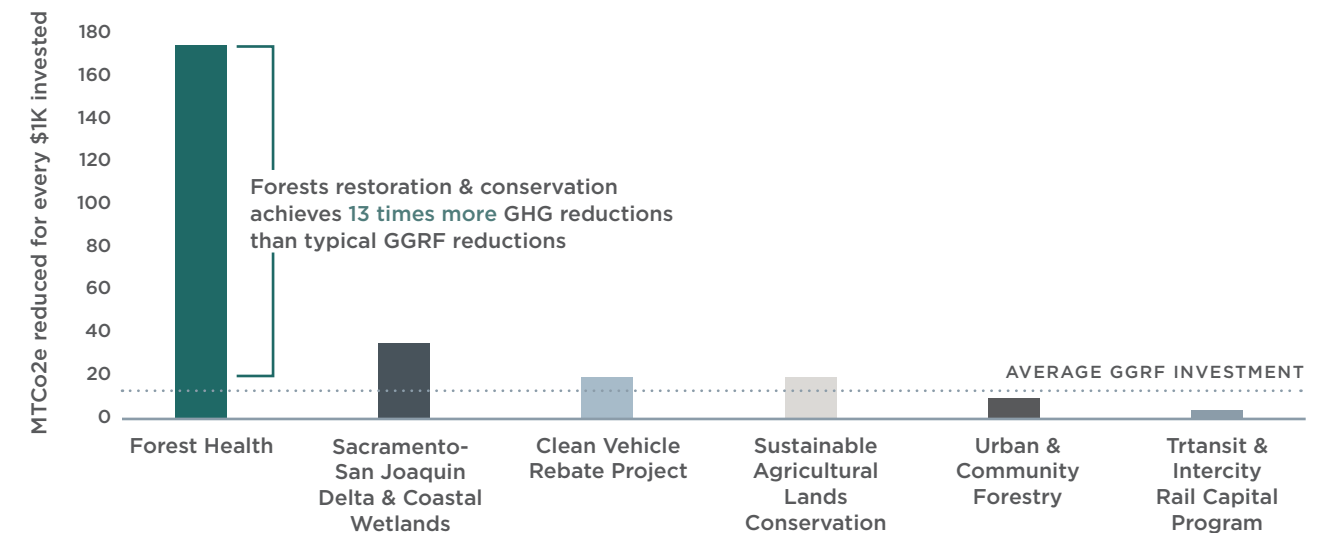 MTCo2e reduced for every $1K invested
180
160
140
120
100
80
60
40
20
0
Forests restoration & conservation
achieves 13 times more GHG reductions
than typical GGRF reductions
AVERAGE GGRF INVESTMENT
Forest Health
Sacramento-
San Joaquin
Delta & Coastal
Wetlands
Clean Vehicle
Rebate Project
Sustainable
Agricultural
Lands
Conservation
Urban &
Community
Forestry
Trtansit &
Intercity
Rail Capital
Program